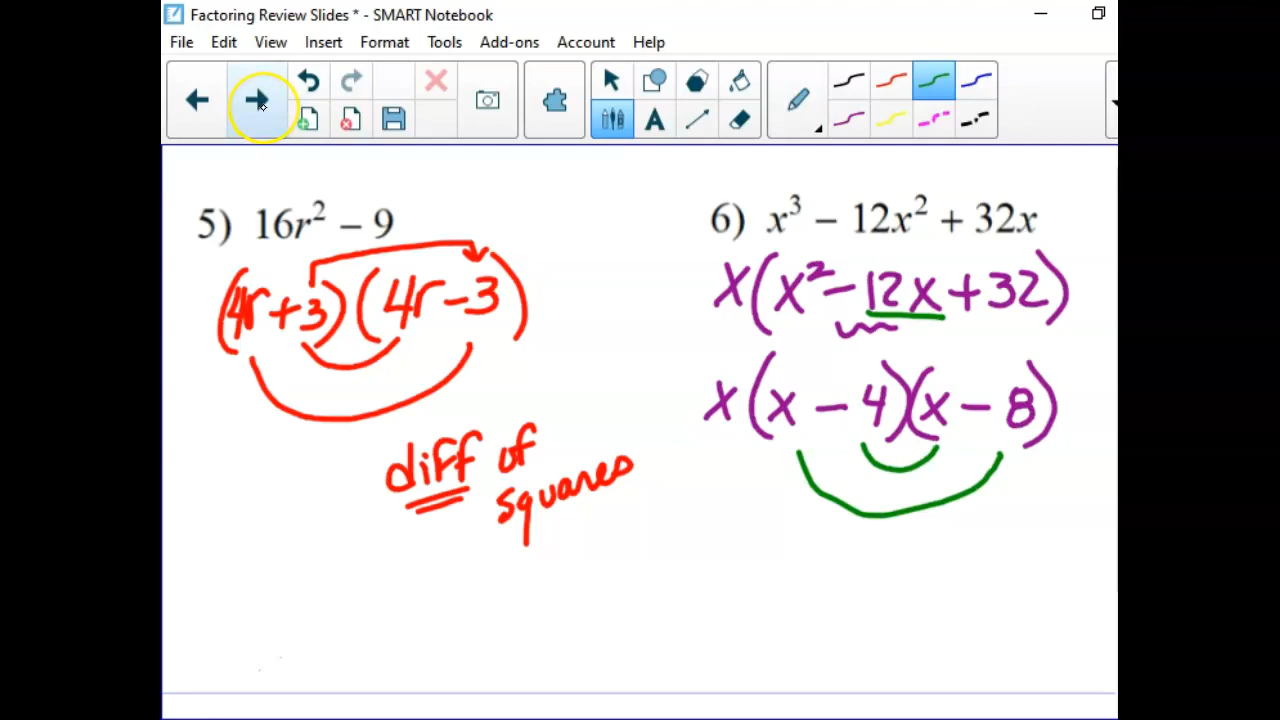 Factoring Review Slides * - SMART Notebook
File Edit View Insert Format Tools Add-ons Account Help
5) 16r² − 9
(4r+3)(4r−3)
diff of
squares
6) x³ − 12x² + 32x
x(x²−12x+32)
x(x−4)(x−8)